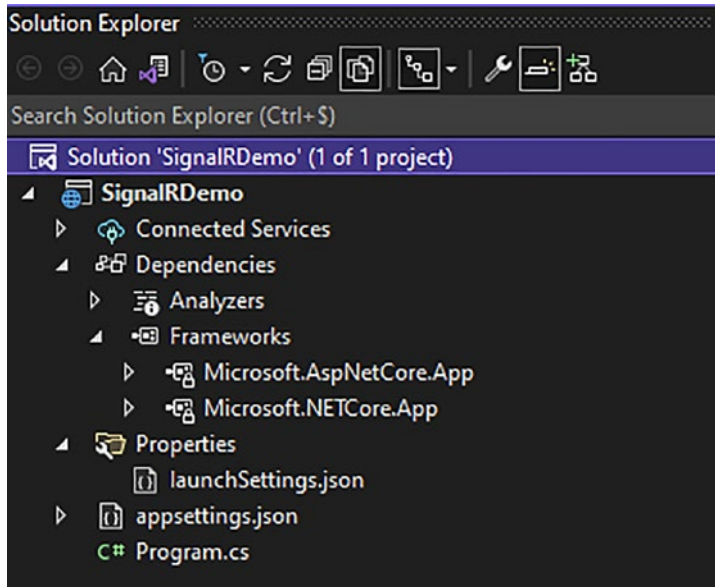 Solution Explorer
Search Solution Explorer (Ctrl+$)
Solution 'SignalRDemo' (1 of 1 project)
SignalRDemo
Connected Services
Dependencies
Analyzers
Frameworks
Microsoft.AspNetCore.App
Microsoft.NETCore.App
Properties
launchSettings.json
appsettings.json
C# Program.cs